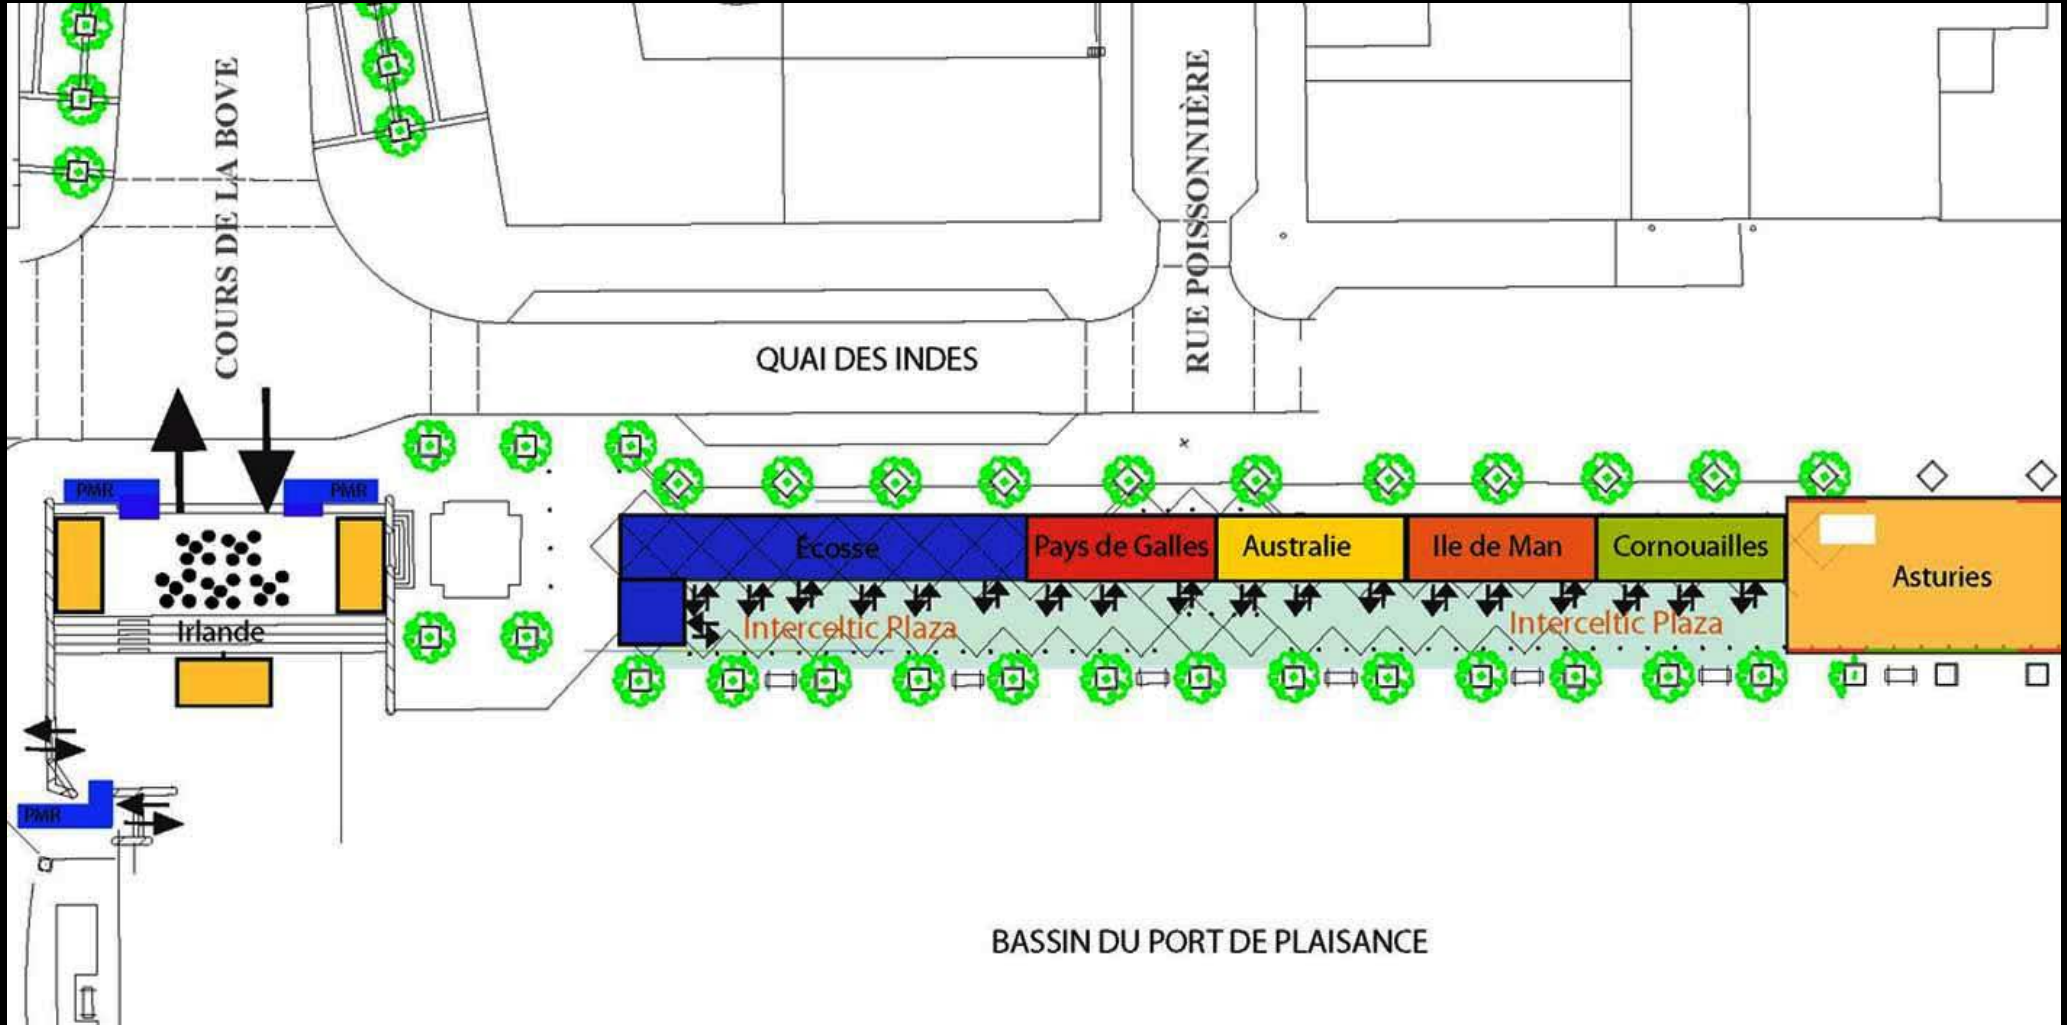 COURS DE LA BOVE
RUE POISSONNIÈRE
QUAI DES INDES
PMR
PMR
Écosse
Pays de Galles
Australie
Ile de Man
Cornouailles
Asturies
Irlande
Interceltic Plaza
Interceltic Plaza
PMR
BASSIN DU PORT DE PLAISANCE